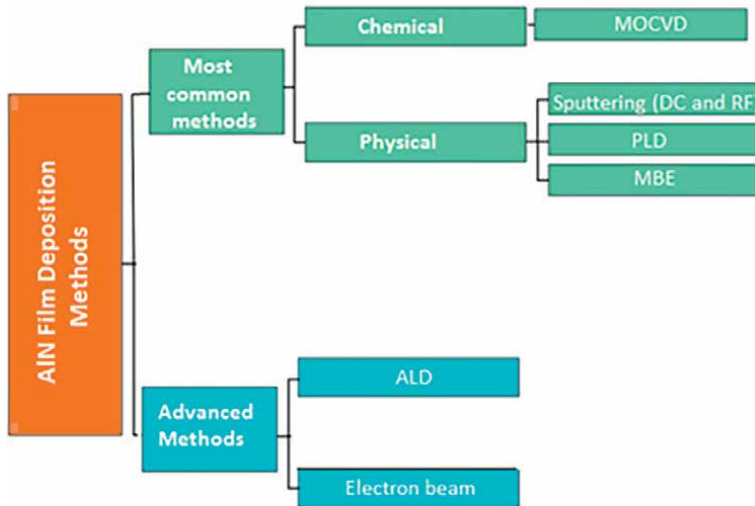 AlN Film Deposition
Methods
Most
common
methods
Chemical
MOCVD
Physical
Sputtering (DC and RF
PLD
MBE
Advanced
Methods
ALD
Electron beam